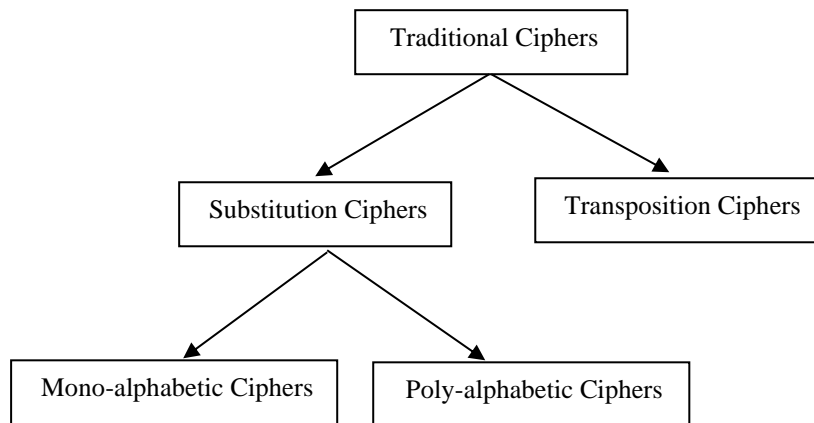 Traditional Ciphers
Substitution Ciphers
Transposition Ciphers
Mono-alphabetic Ciphers
Poly-alphabetic Ciphers